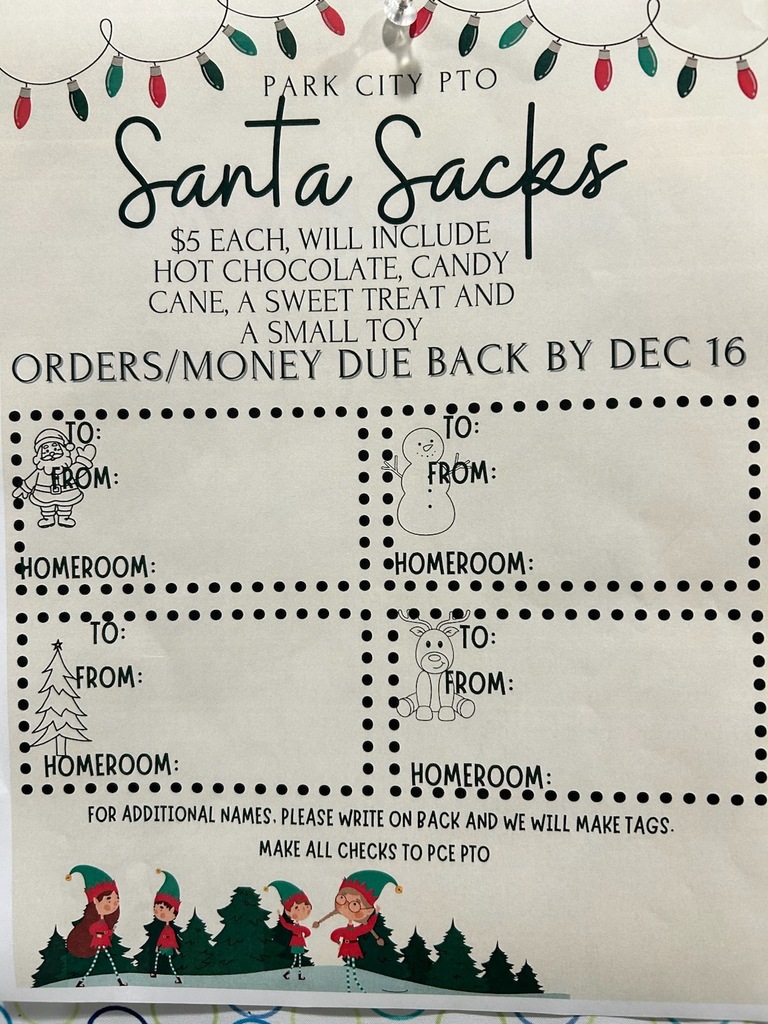 PARK CITY PTO
Santa Sacks
$5 EACH, WILL INCLUDE
HOT CHOCOLATE, CANDY
CANE, A SWEET TREAT AND
A SMALL TOY
ORDERS/MONEY DUE BACK BY DEC 16
TO:
FROM:
HOMEROOM:
TO:
FROM:
HOMEROOM:
TO:
FROM:
HOMEROOM:
TO:
FROM:
HOMEROOM:
FOR ADDITIONAL NAMES, PLEASE WRITE ON BACK AND WE WILL MAKE TAGS.
MAKE ALL CHECKS TO PCE PTO